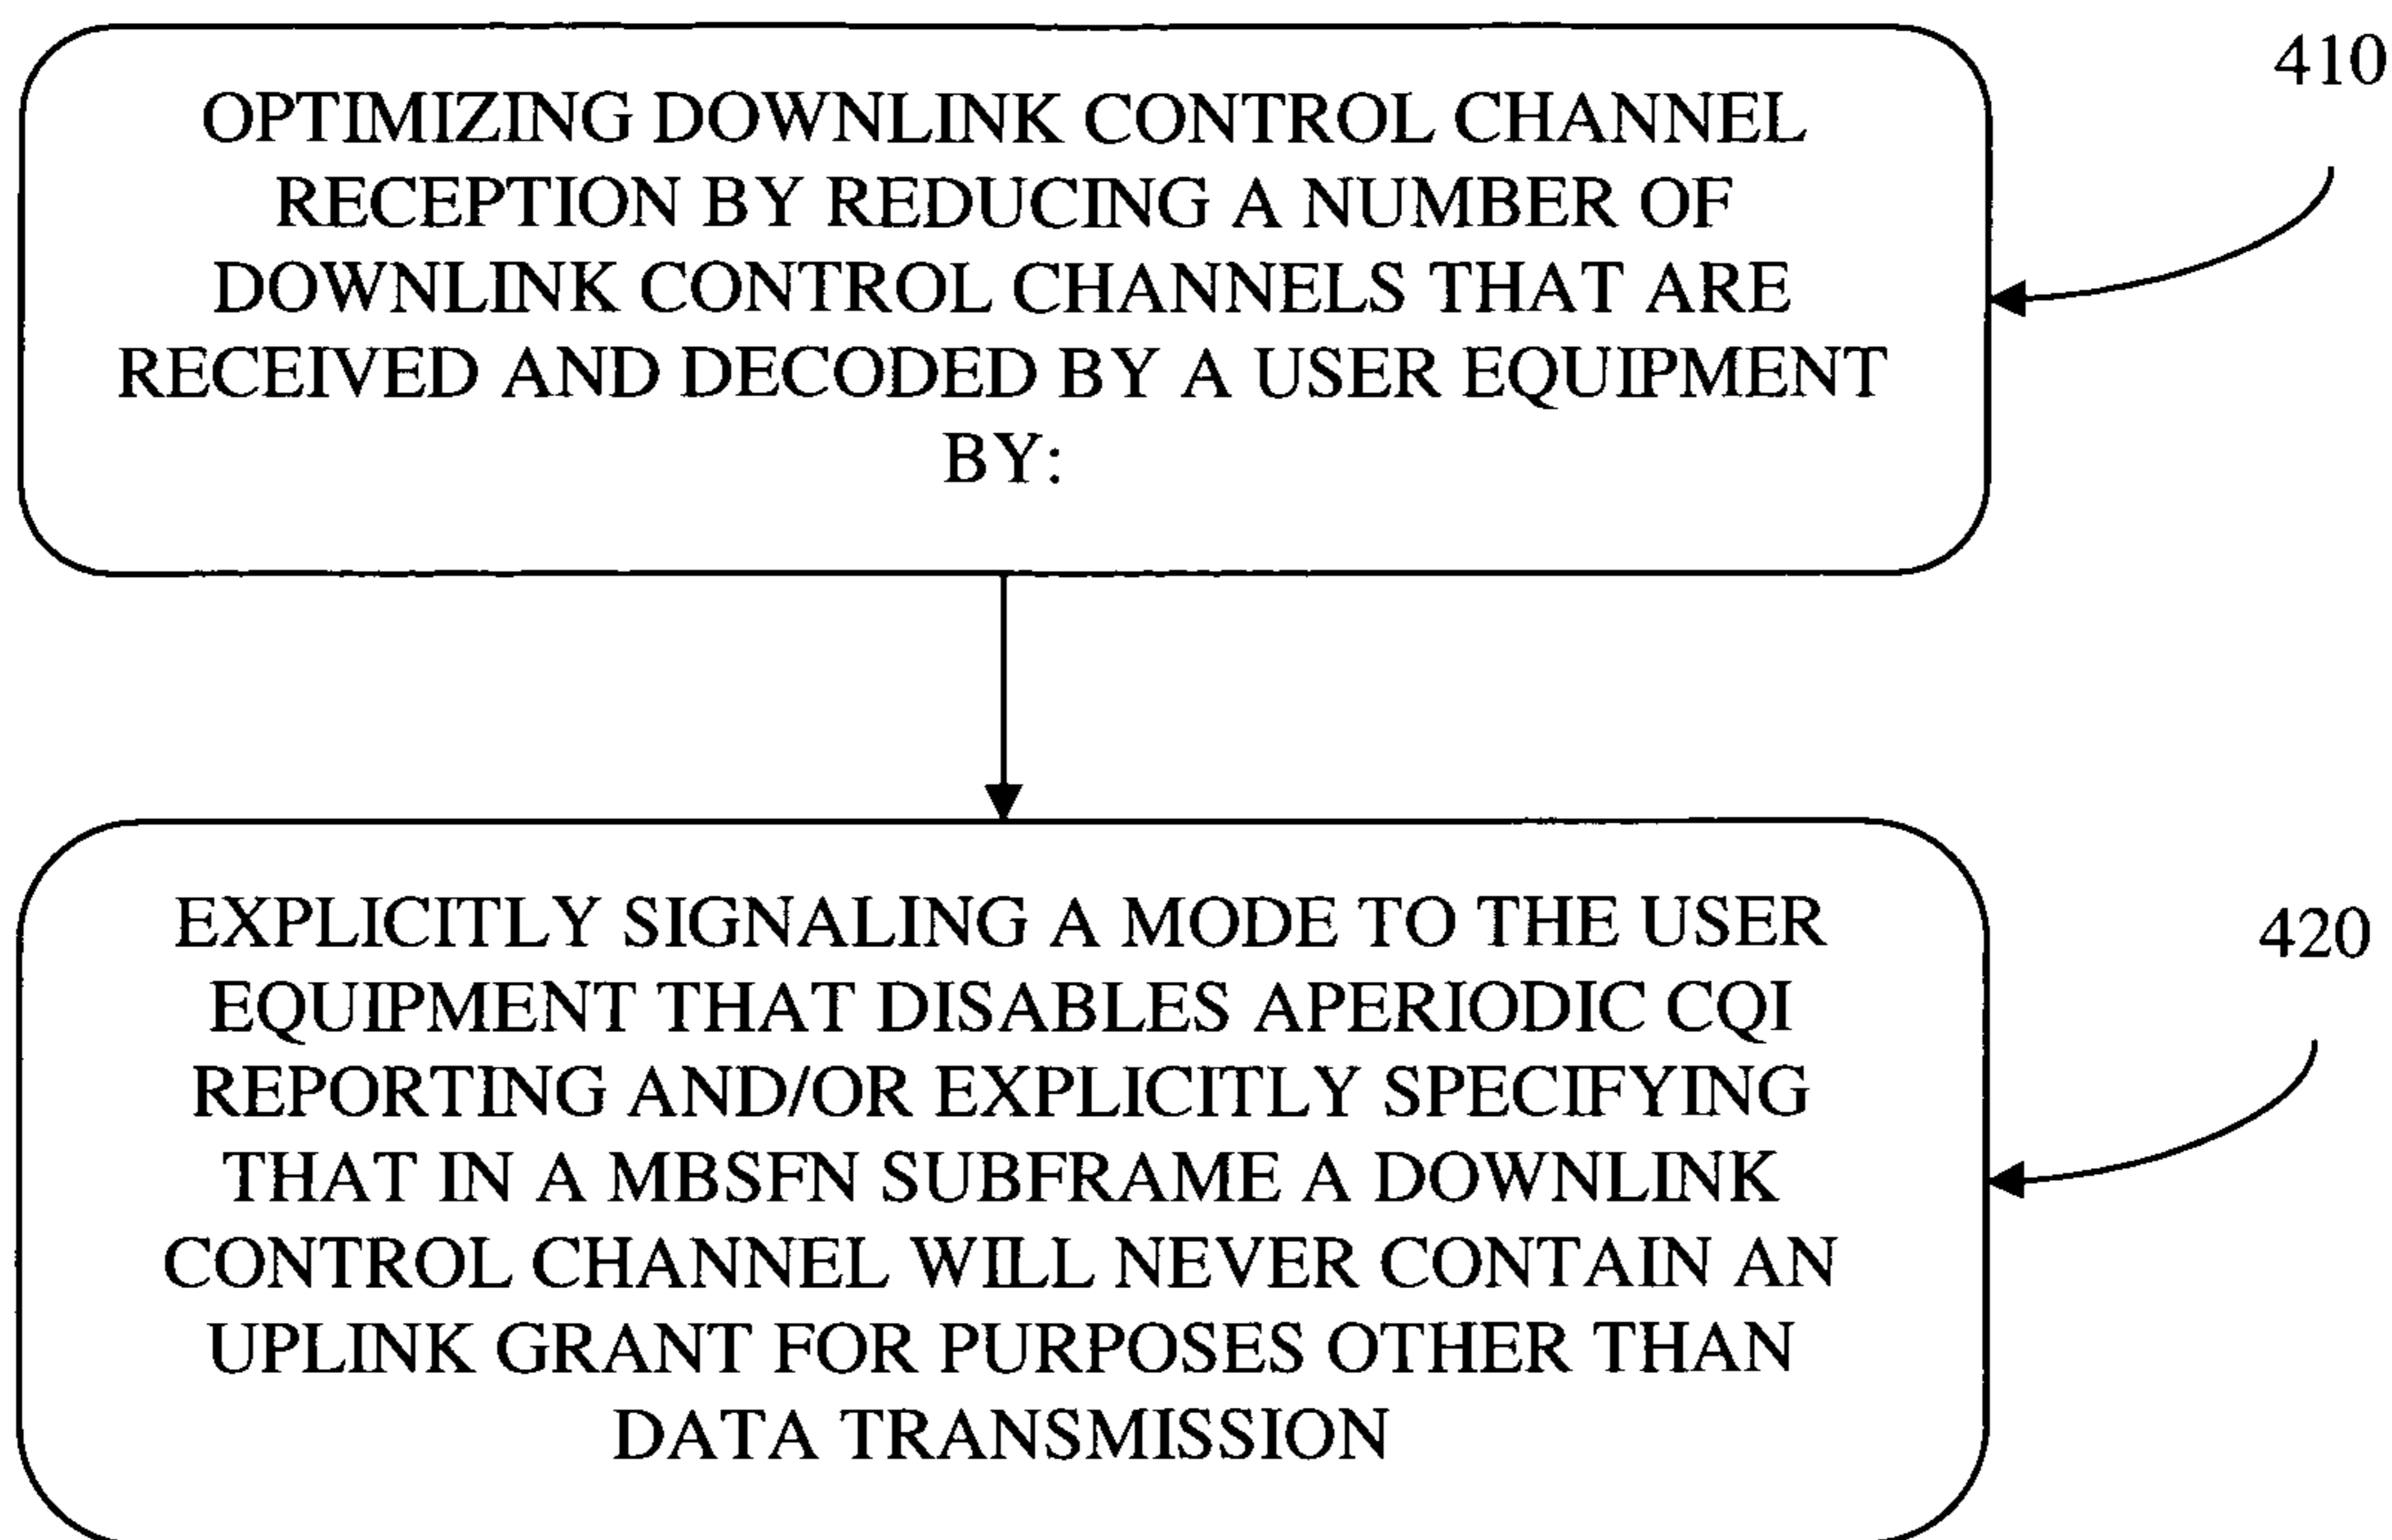 410
OPTIMIZING DOWNLINK CONTROL CHANNEL
RECEPTION BY REDUCING A NUMBER OF
DOWNLINK CONTROL CHANNELS THAT ARE
RECEIVED AND DECODED BY A USER EQUIPMENT
BY:
420
EXPLICITLY SIGNALING A MODE TO THE USER
EQUIPMENT THAT DISABLES APERIODIC CQI
REPORTING AND/OR EXPLICITLY SPECIFYING
THAT IN A MBSFN SUBFRAME A DOWNLINK
CONTROL CHANNEL WILL NEVER CONTAIN AN
UPLINK GRANT FOR PURPOSES OTHER THAN
DATA TRANSMISSION